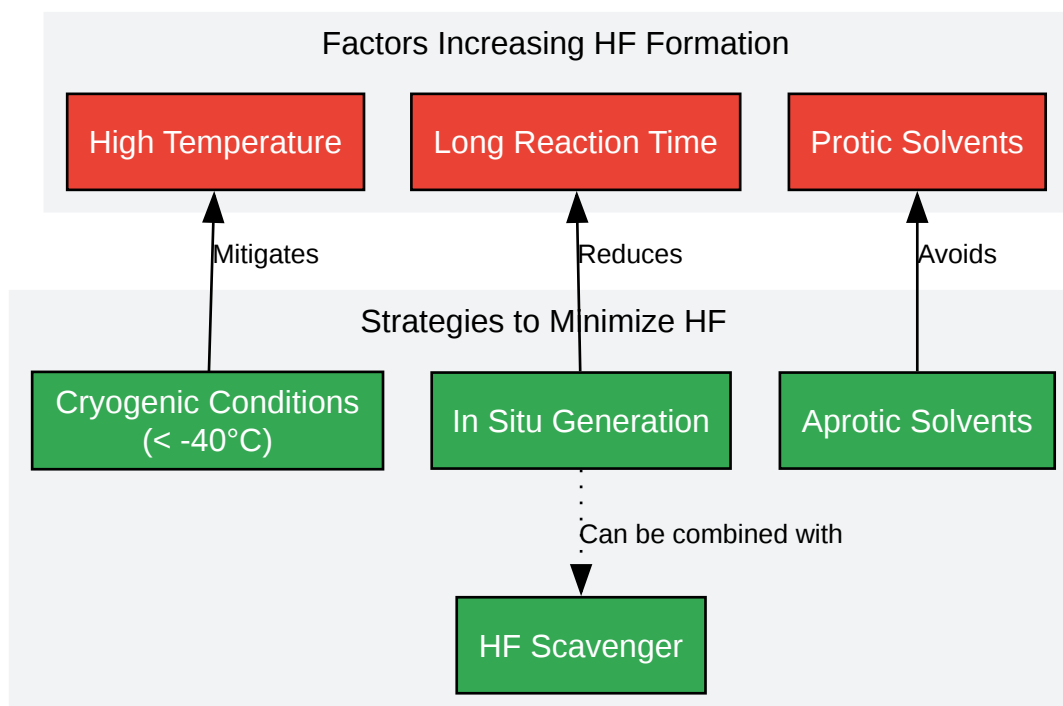 Factors Increasing HF Formation
High Temperature
Long Reaction Time
Protic Solvents
Mitigates
Reduces
Avoids
Strategies to Minimize HF
Cryogenic Conditions
(< -40°C)
In Situ Generation
Aprotic Solvents
Can be combined with
HF Scavenger